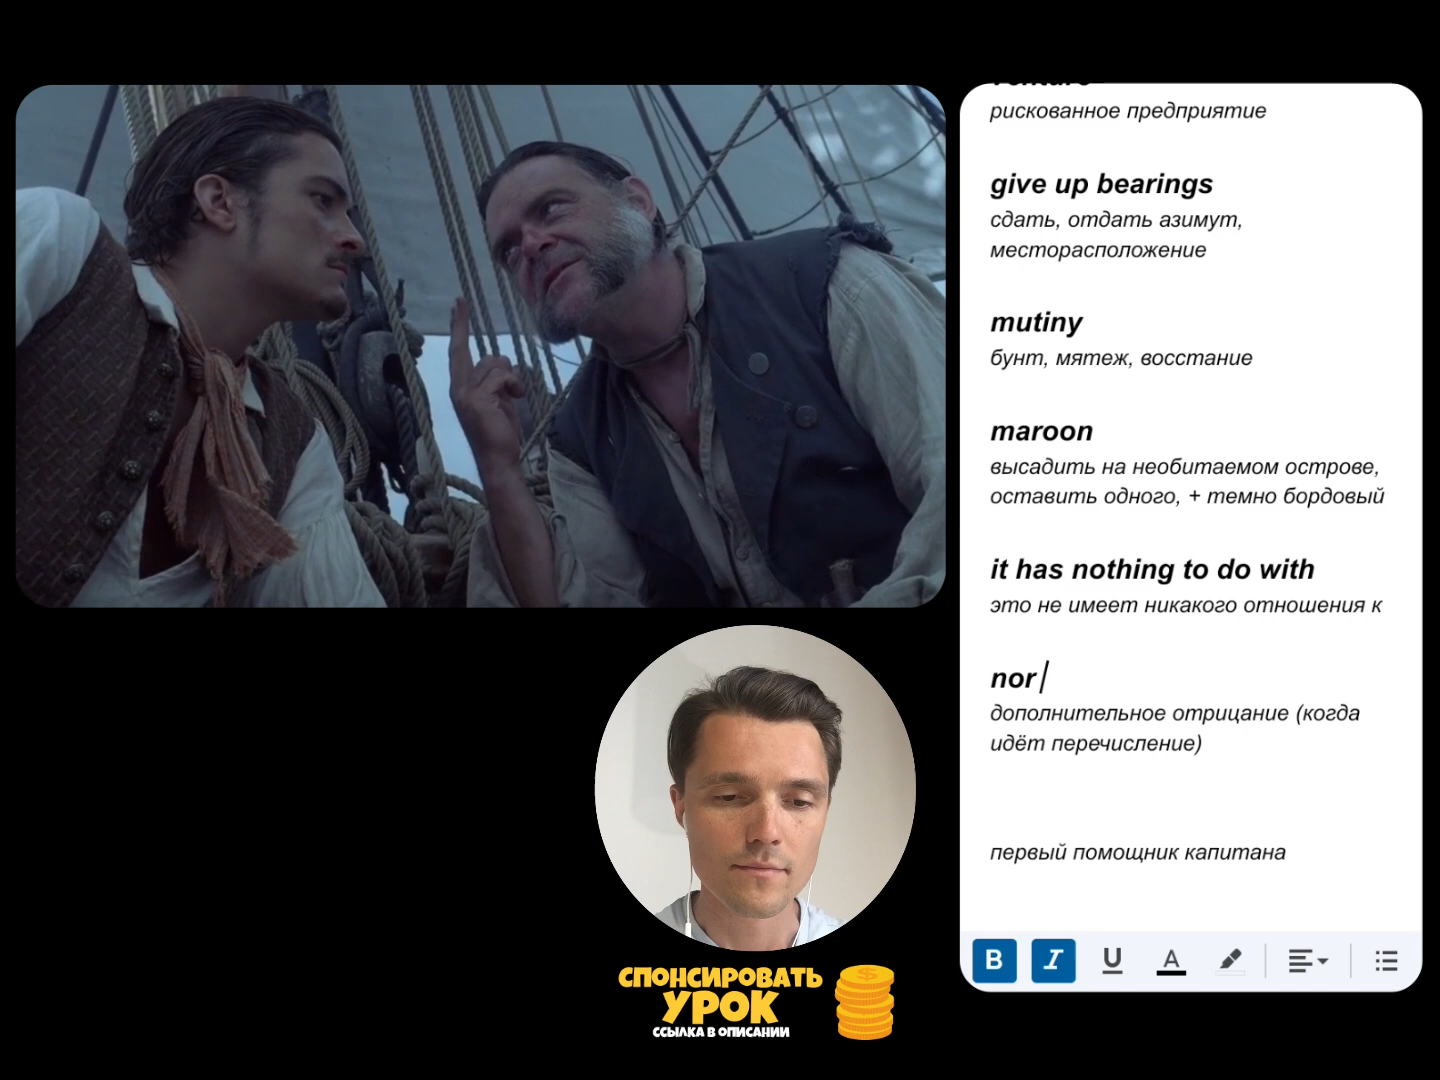 рискованное предприятие
give up bearings
сдать, отдать азимут,
месторасположение
mutiny
бунт, мятеж, восстание
maroon
высадить на необитаемом острове,
оставить одного, + темно бордовый
it has nothing to do with
это не имеет никакого отношения к
nor
дополнительное отрицание (когда
идёт перечисление)
первый помощник капитана
B I U A
СПОНСИРОВАТЬ
УРОК
ССЫЛКА В ОПИСАНИИ